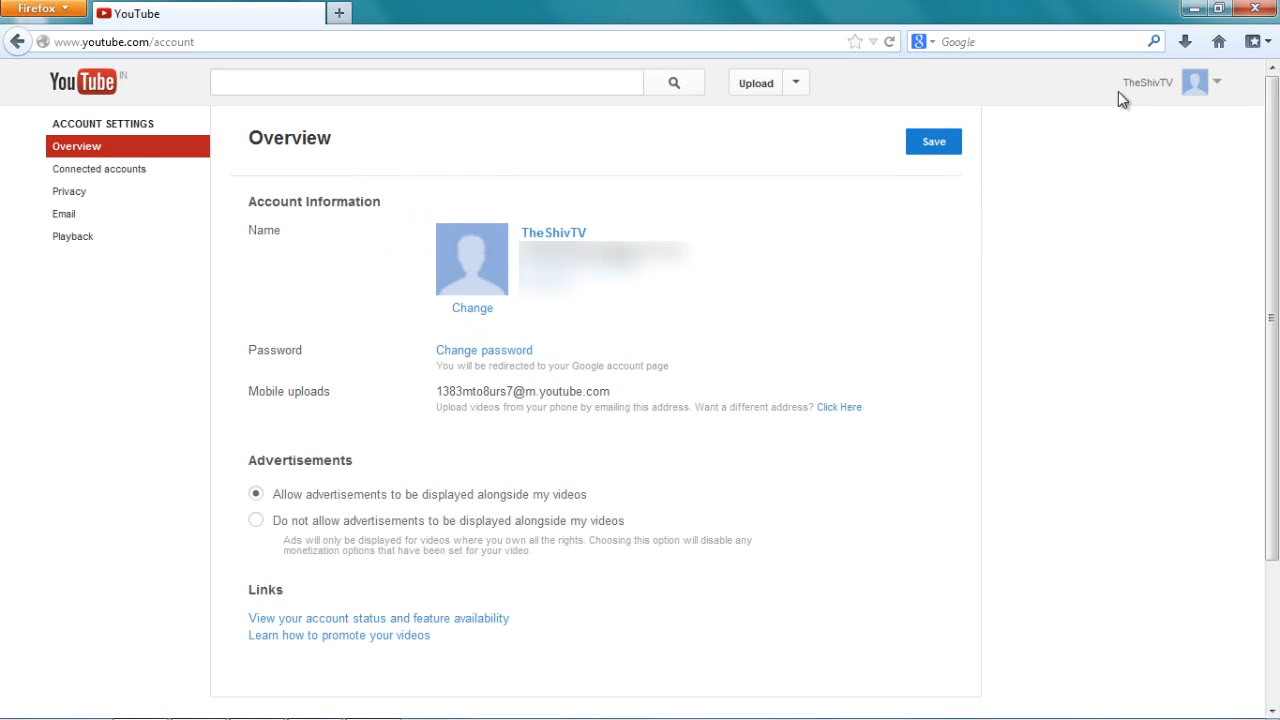 Firefox
YouTube
www.youtube.com/account
Google
YouTube IN
Upload
TheShivTV
ACCOUNT SETTINGS
Overview
Connected accounts
Privacy
Email
Playback
Overview
Save
Account Information
Name
TheShivTV
Change
Password
Change password
You will be redirected to your Google account page
Mobile uploads
1383mto8urs7@m.youtube.com
Upload videos from your phone by emailing this address. Want a different address? Click Here
Advertisements
Allow advertisements to be displayed alongside my videos
Do not allow advertisements to be displayed alongside my videos
Ads will only be displayed for videos where you own all the rights. Choosing this option will disable any
monetization options that have been set for your video.
Links
View your account status and feature availability
Learn how to promote your videos